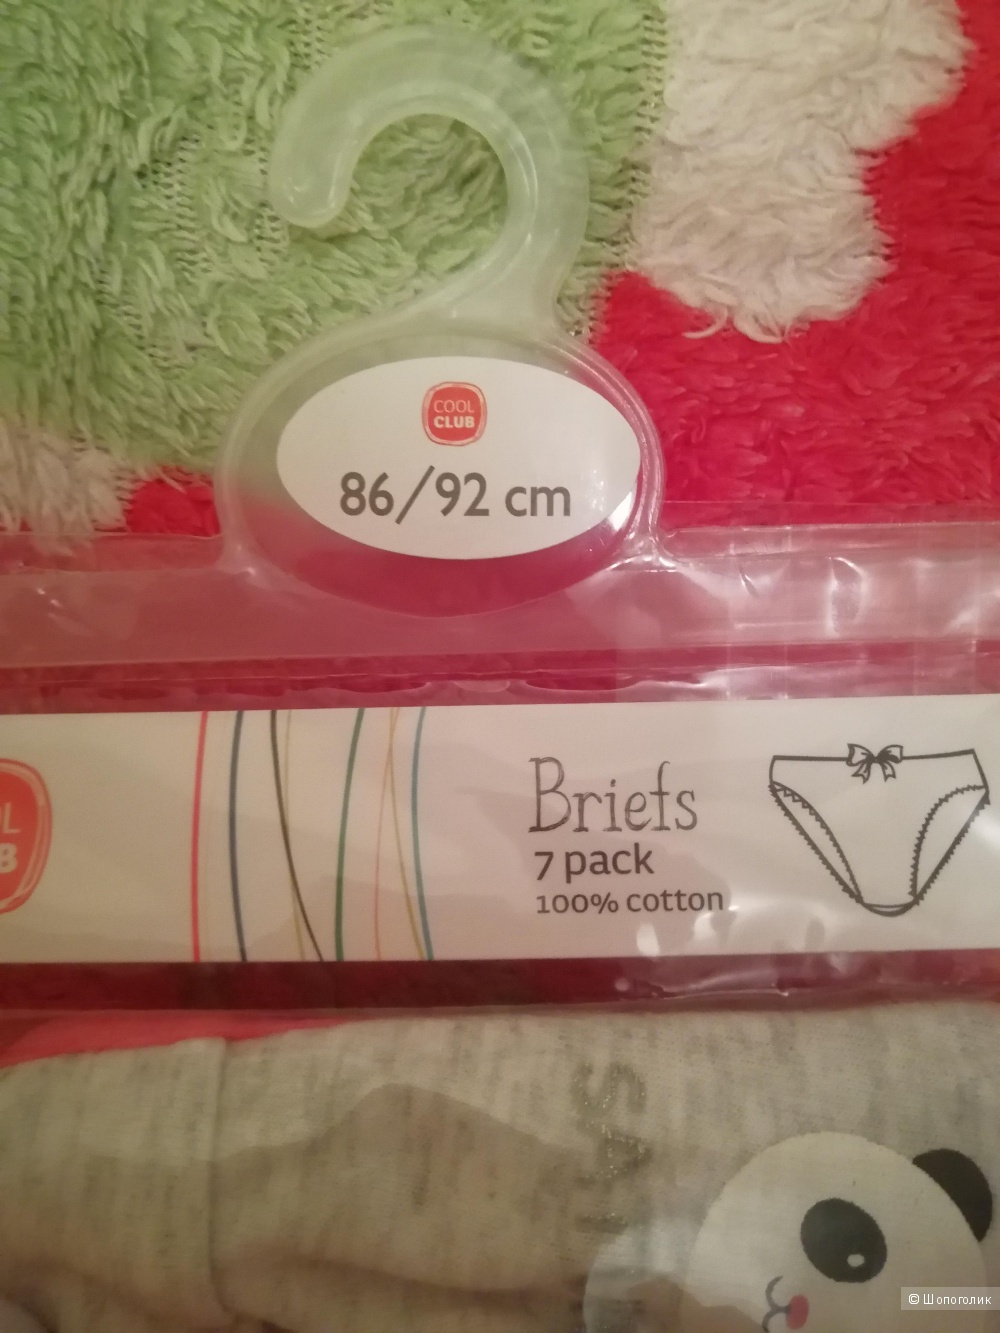 COOL
CLUB
86/92 cm
Briefs
7 pack
100% cotton
© Шопоголик